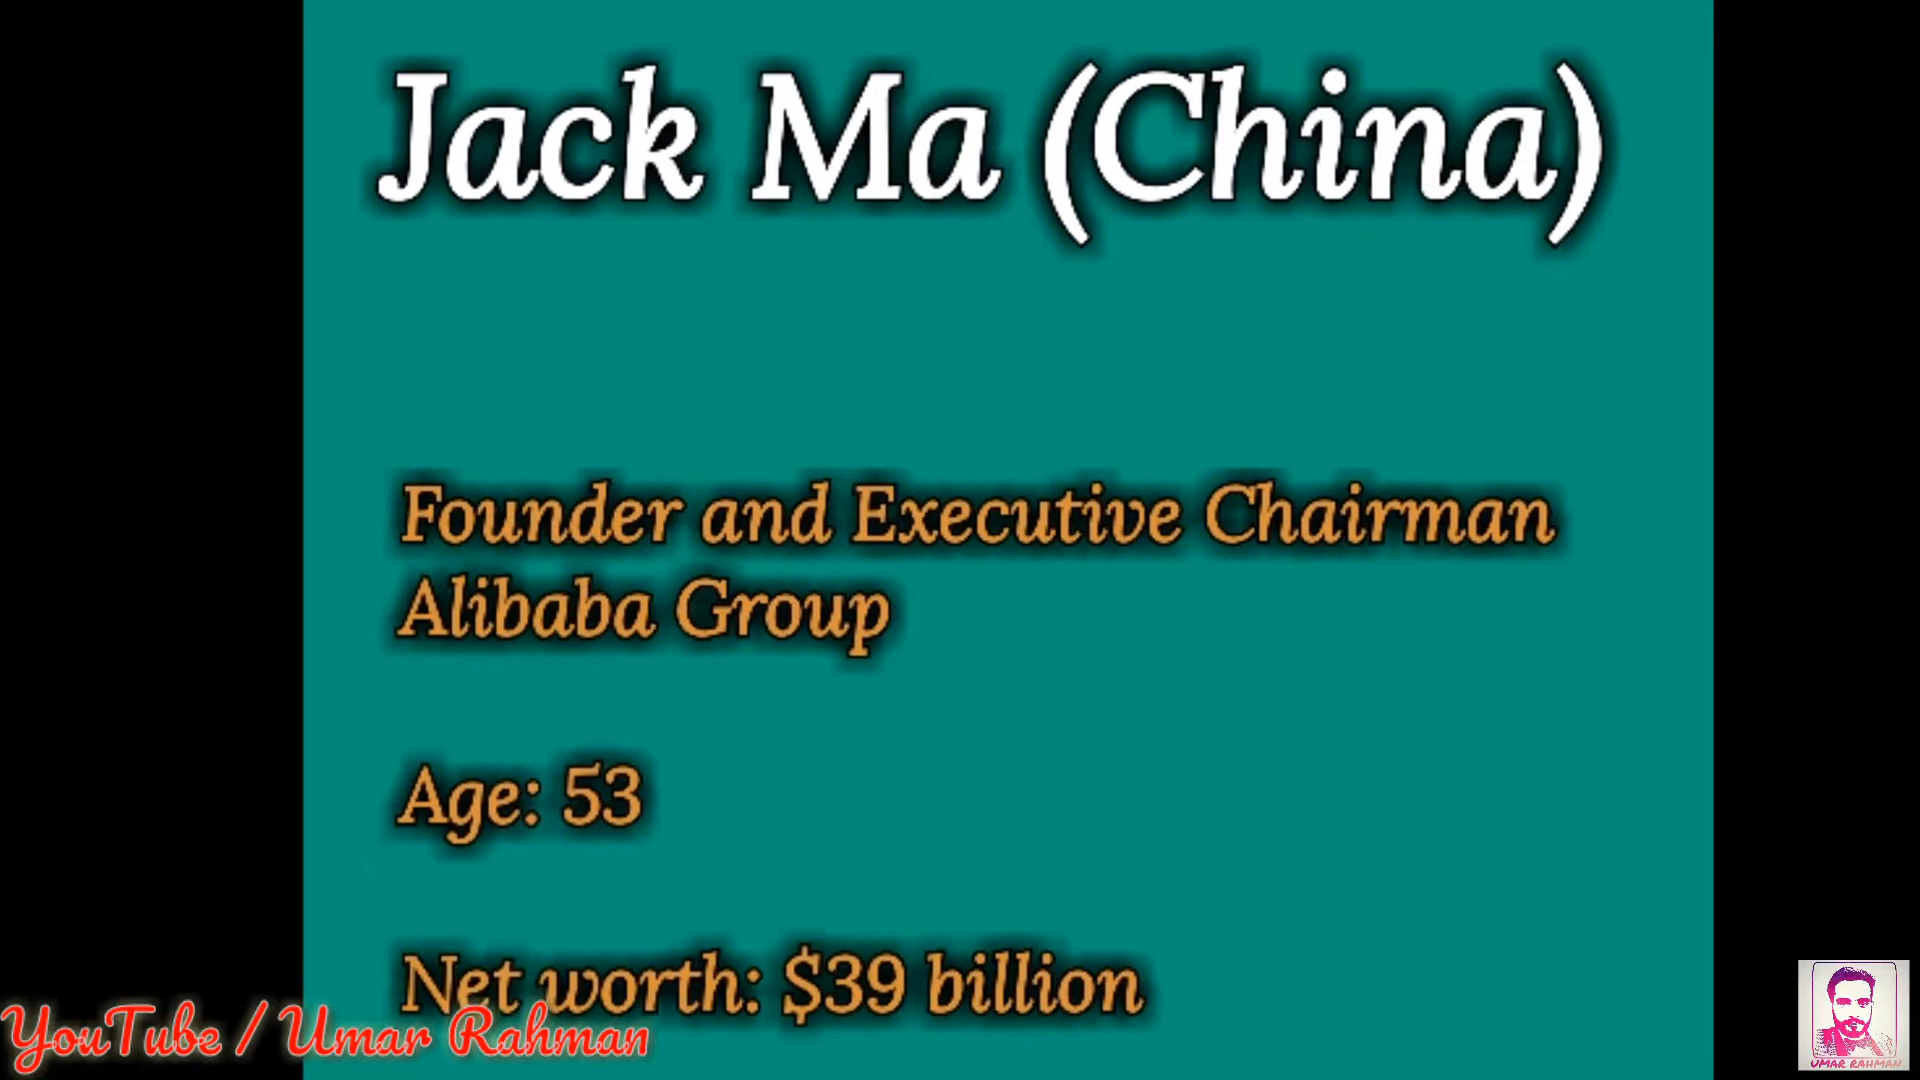 Jack Ma (China)
Founder and Executive Chairman
Alibaba Group
Age: 53
Net worth: $39 billion
YouTube / Umar Rahman
UMAR RAHMAN